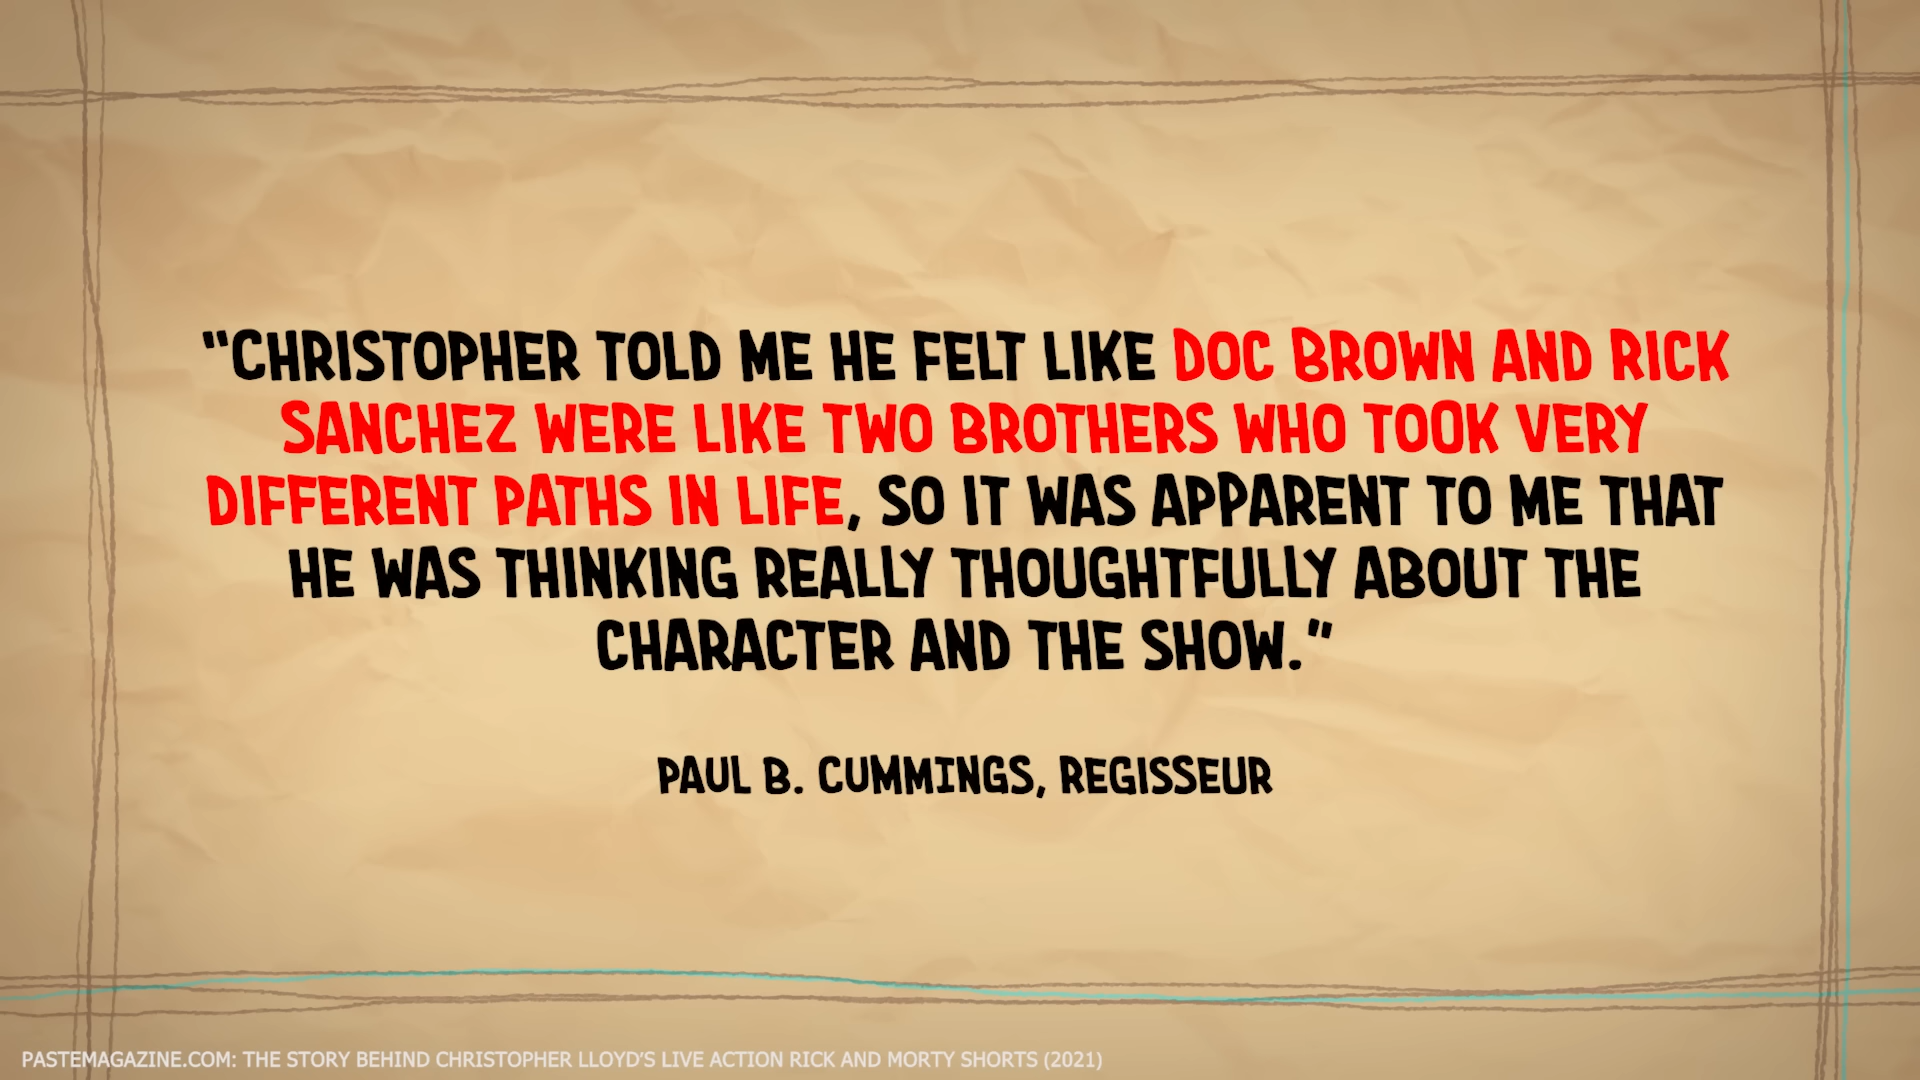 "CHRISTOPHER TOLD ME HE FELT LIKE DOC BROWN AND RICK
SANCHEZ WERE LIKE TWO BROTHERS WHO TOOK VERY
DIFFERENT PATHS IN LIFE, SO IT WAS APPARENT TO ME THAT
HE WAS THINKING REALLY THOUGHTFULLY ABOUT THE
CHARACTER AND THE SHOW."
PAUL B. CUMMINGS, REGISSEUR
PASTEMAGAZINE.COM: THE STORY BEHIND CHRISTOPHER LLOYD'S LIVE ACTION RICK AND MORTY SHORTS (2021)